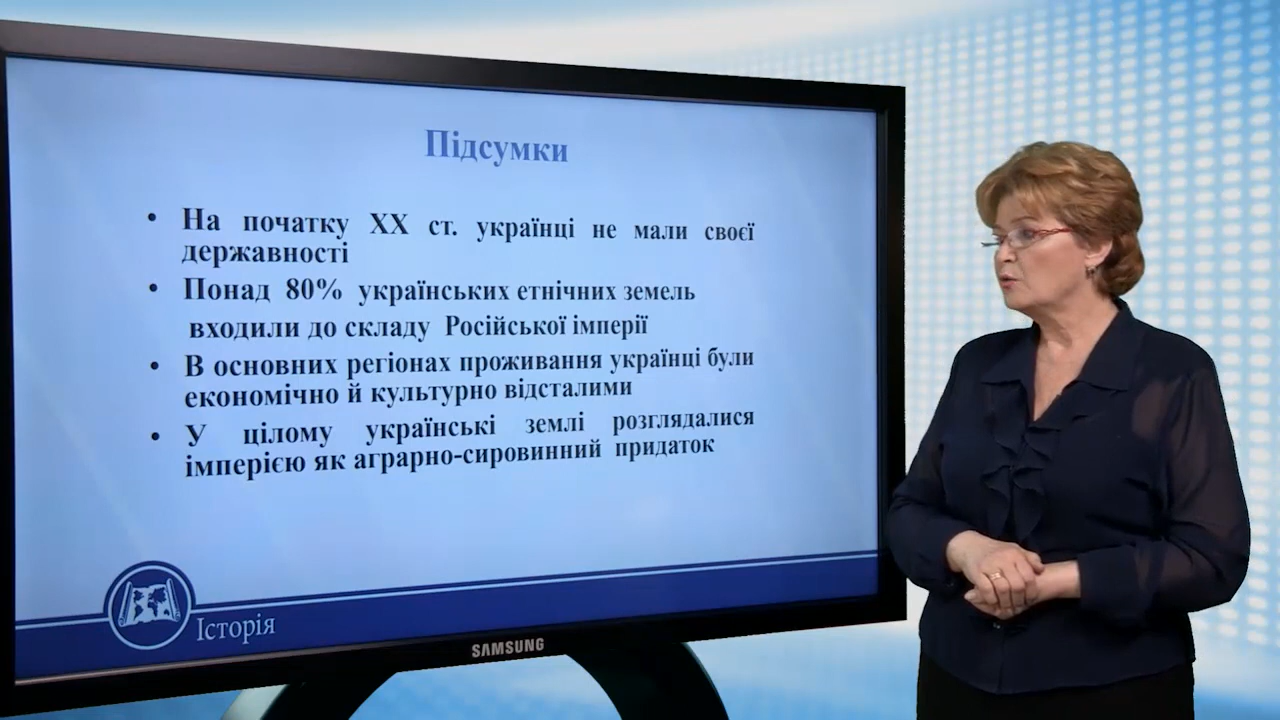 Підсумки
• На початку XX ст. українці не мали своєї
державності
• Понад 80% українських етнічних земель
входили до складу Російської імперії
• В основних регіонах проживання українці були
економічно й культурно відсталими
• У цілому українські землі розглядалися
імперією як аграрно-сировинний придаток
Історія
SAMSUNG